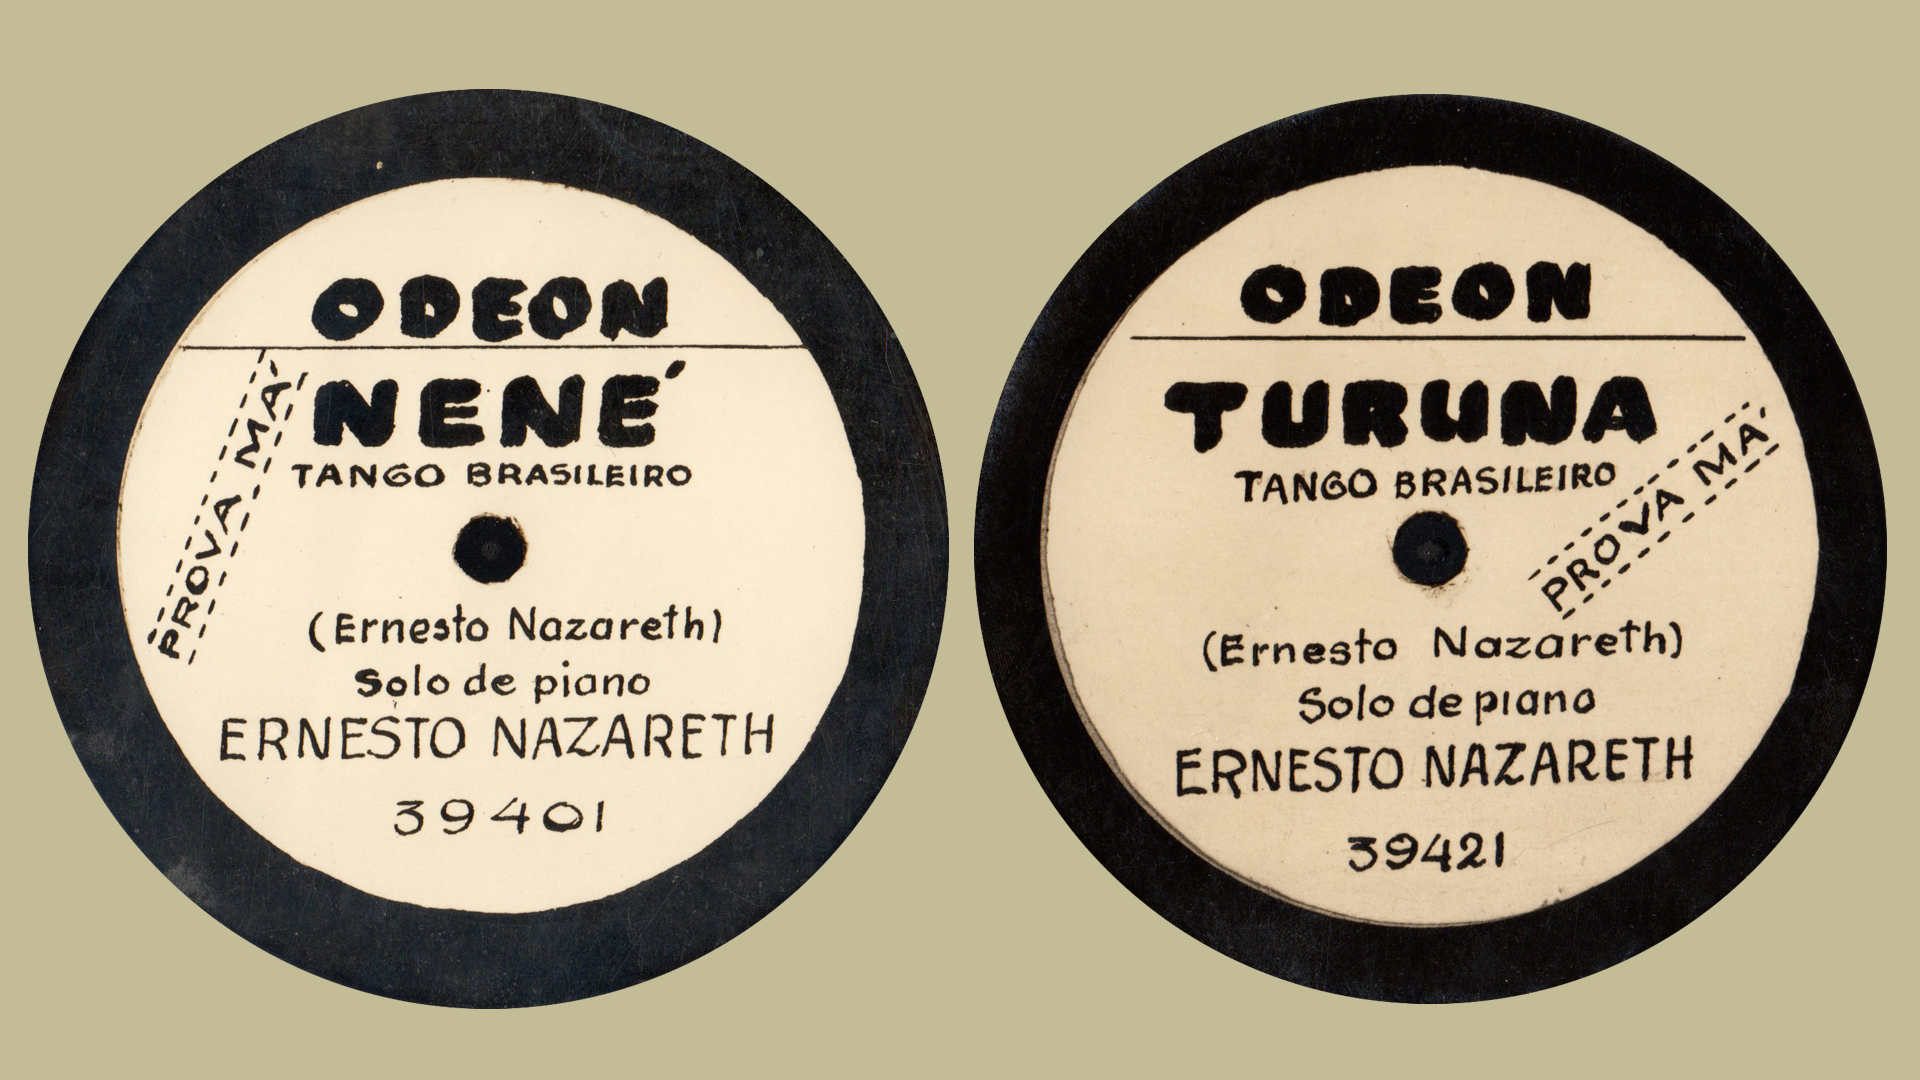 ODEON
NENÉ
TANGO BRASILEIRO
PROVA MÁ
(Ernesto Nazareth)
Solo de piano
ERNESTO NAZARETH
39401
ODEON
TURUNA
TANGO BRASILEIRO
PROVA MÁ
(Ernesto Nazareth)
Solo de piano
ERNESTO NAZARETH
39421